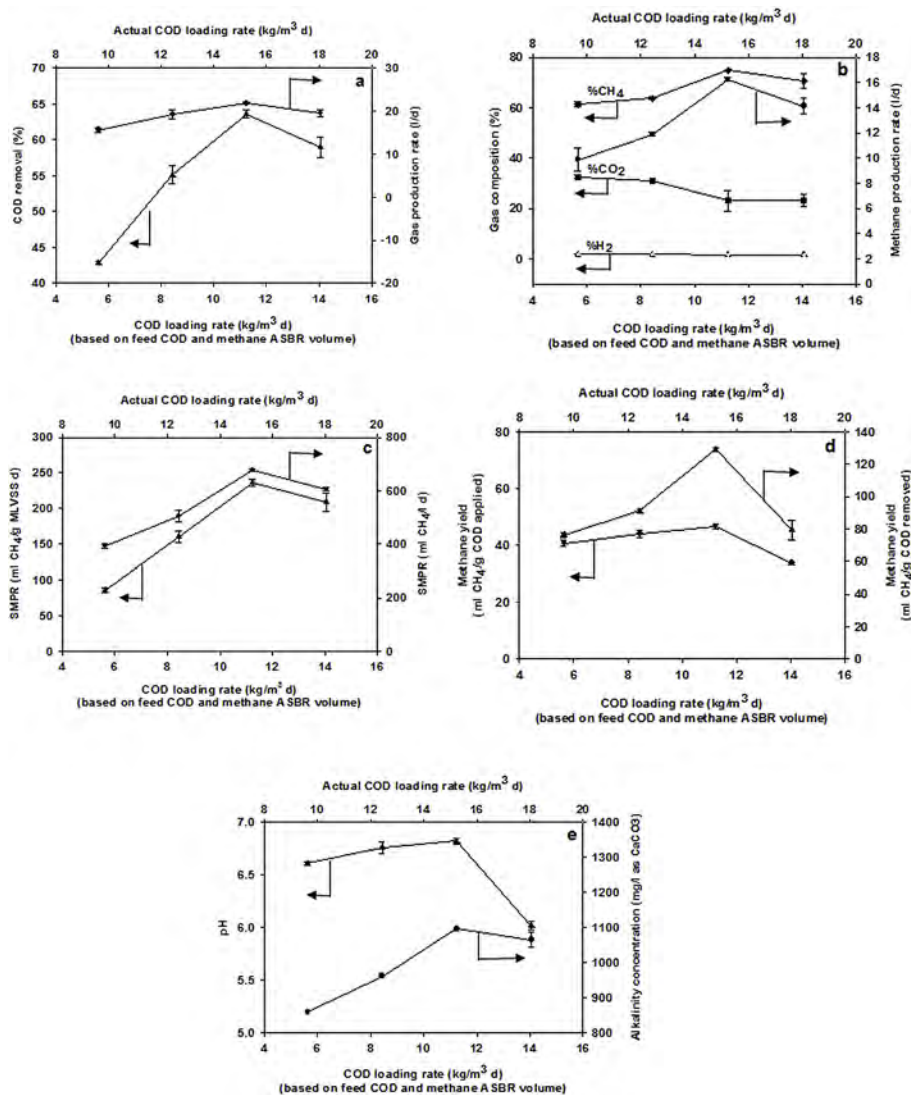 Actual COD loading rate (kg/m³ d)
8 10 12 14 16 18 20
a
COD removal (%)
70
65
60
55
50
45
40
Gas production rate (l/d)
30
20
10
0
-10
-20
4 6 8 10 12 14 16
COD loading rate (kg/m³ d)
(based on feed COD and methane ASBR volume)
Actual COD loading rate (kg/m³ d)
8 10 12 14 16 18 20
b
Gas composition (%)
80
60
40
20
0
%CH₄
%CO₂
%H₂
Methane production rate (l/d)
18
16
14
12
10
8
6
4
2
0
4 6 8 10 12 14 16
COD loading rate (kg/m³ d)
(based on feed COD and methane ASBR volume)
Actual COD loading rate (kg/m³ d)
8 10 12 14 16 18 20
c
SMPR (ml CH₄/g MLVSS d)
300
250
200
150
100
50
0
SMPR (ml CH₄/l d)
800
600
400
200
0
4 6 8 10 12 14 16
COD loading rate (kg/m³ d)
(based on feed COD and methane ASBR volume)
Actual COD loading rate (kg/m³ d)
8 10 12 14 16 18 20
d
Methane yield
(ml CH₄/g COD applied)
80
60
40
20
0
Methane yield
(ml CH₄/g COD removed)
140
120
100
80
60
40
20
0
4 6 8 10 12 14 16
COD loading rate (kg/m³ d)
(based on feed COD and methane ASBR volume)
Actual COD loading rate (kg/m³ d)
8 10 12 14 16 18 20
e
pH
7.0
6.5
6.0
5.5
5.0
Alkalinity concentration (mg/l as CaCO3)
1400
1300
1200
1100
1000
900
800
4 6 8 10 12 14 16
COD loading rate (kg/m³ d)
(based on feed COD and methane ASBR volume)